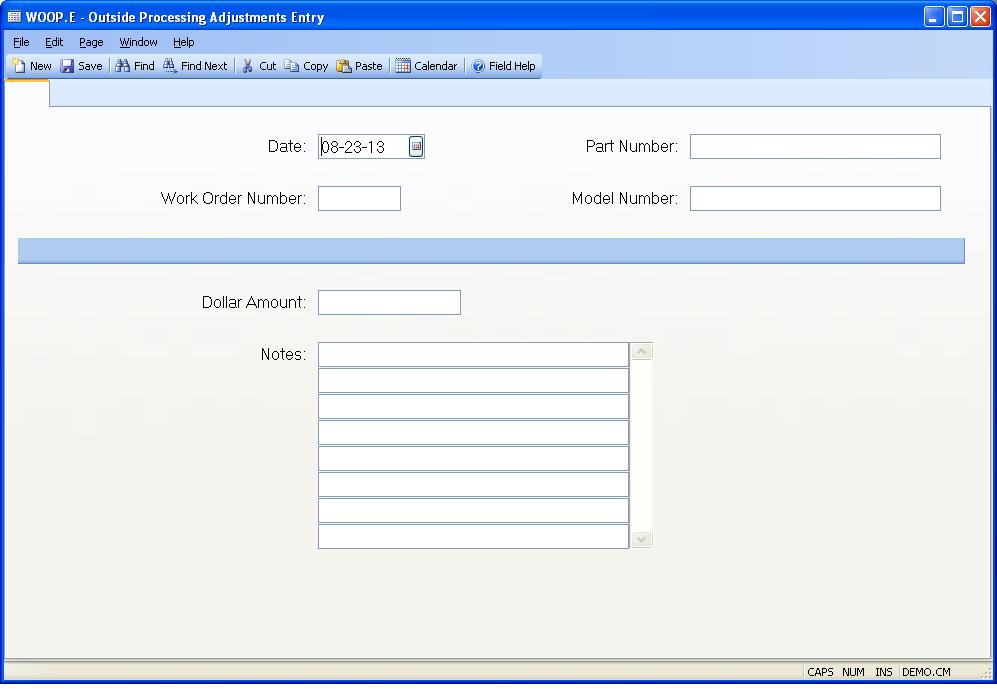 WOOP.E - Outside Processing Adjustments Entry
File Edit Page Window Help
New Save Find Find Next Cut Copy Paste Calendar Field Help
Date: 08-23-13 Part Number:
Work Order Number: Model Number:
Dollar Amount:
Notes:
CAPS NUM INS DEMO.CM